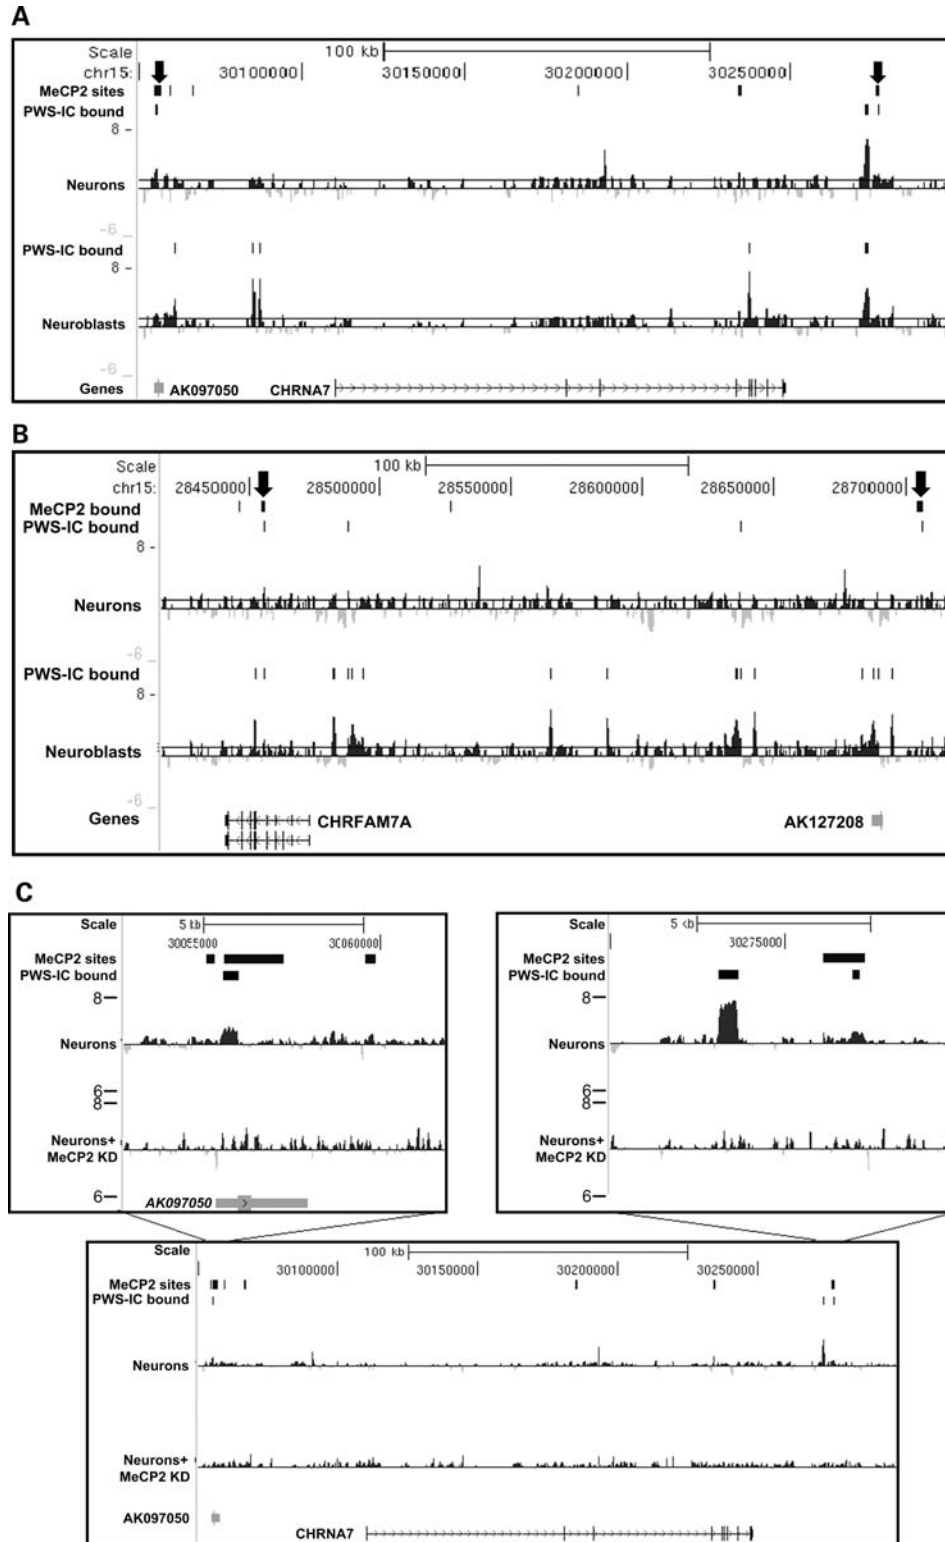 A
Scale 100 kb
chr15: 30100000 30150000 30200000 30250000
MeCP2 sites
PWS-IC bound
8
Neurons
-6
PWS-IC bound
8
Neuroblasts
-6
Genes AK097050 CHRNA7
B
Scale 100 kb
chr15: 28450000 28500000 28550000 28600000 28650000 28700000
MeCP2 bound
PWS-IC bound
8
Neurons
-6
PWS-IC bound
8
Neuroblasts
-6
Genes CHRFAM7A AK127208
C
Scale 5 kb
30055000 30060000
MeCP2 sites
PWS-IC bound
8
Neurons
6
8
Neurons+
MeCP2 KD
6
AK097050
Scale 5 kb
30275000
MeCP2 sites
PWS-IC bound
8
Neurons
6
8
Neurons+
MeCP2 KD
6
Scale 100 kb
30100000 30150000 30200000 30250000
MeCP2 sites
PWS-IC bound
Neurons
Neurons+
MeCP2 KD
AK097050
CHRNA7